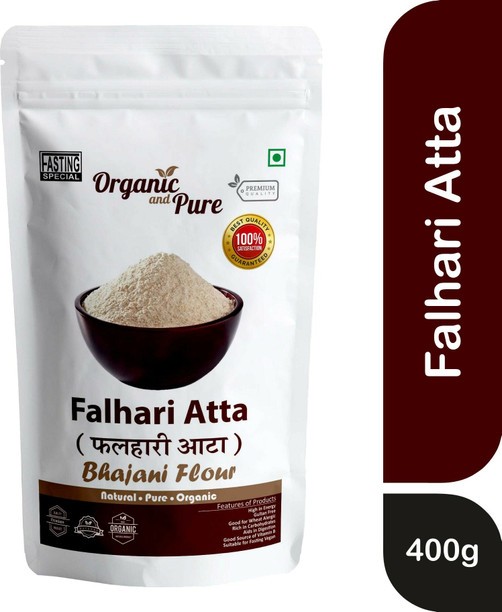 FASTING
SPECIAL
Organic
and Pure
PREMIUM
QUALITY
BEST QUALITY
100%
SATISFACTION
GUARANTEED
Falhari Atta
( फलहारी आटा )
Bhajani Flour
Natural • Pure • Organic
Features of Products
High in Energy
Gultan Free
Good for Wheat Alergic
Rich in Carbohydrates
Aids in Digestion
Good Source of Vitamin B
Suitable for Fasting Vegan
ORGANIC
Falhari Atta
400g